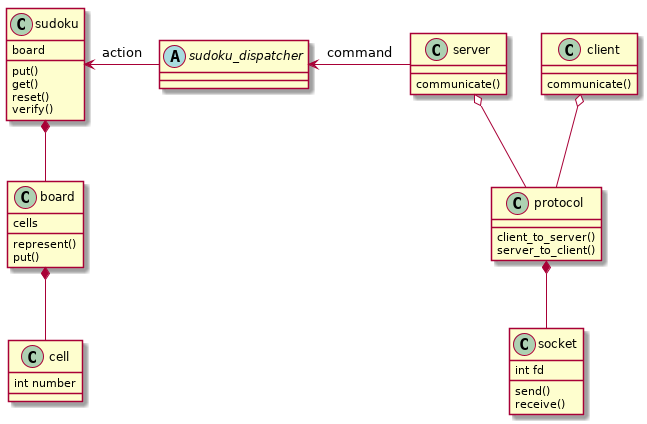 C sudoku
board
put()
get()
reset()
verify()
action
A sudoku_dispatcher
command
C server
communicate()
C client
communicate()
C board
cells
represent()
put()
C protocol
client_to_server()
server_to_client()
C cell
int number
C socket
int fd
send()
receive()